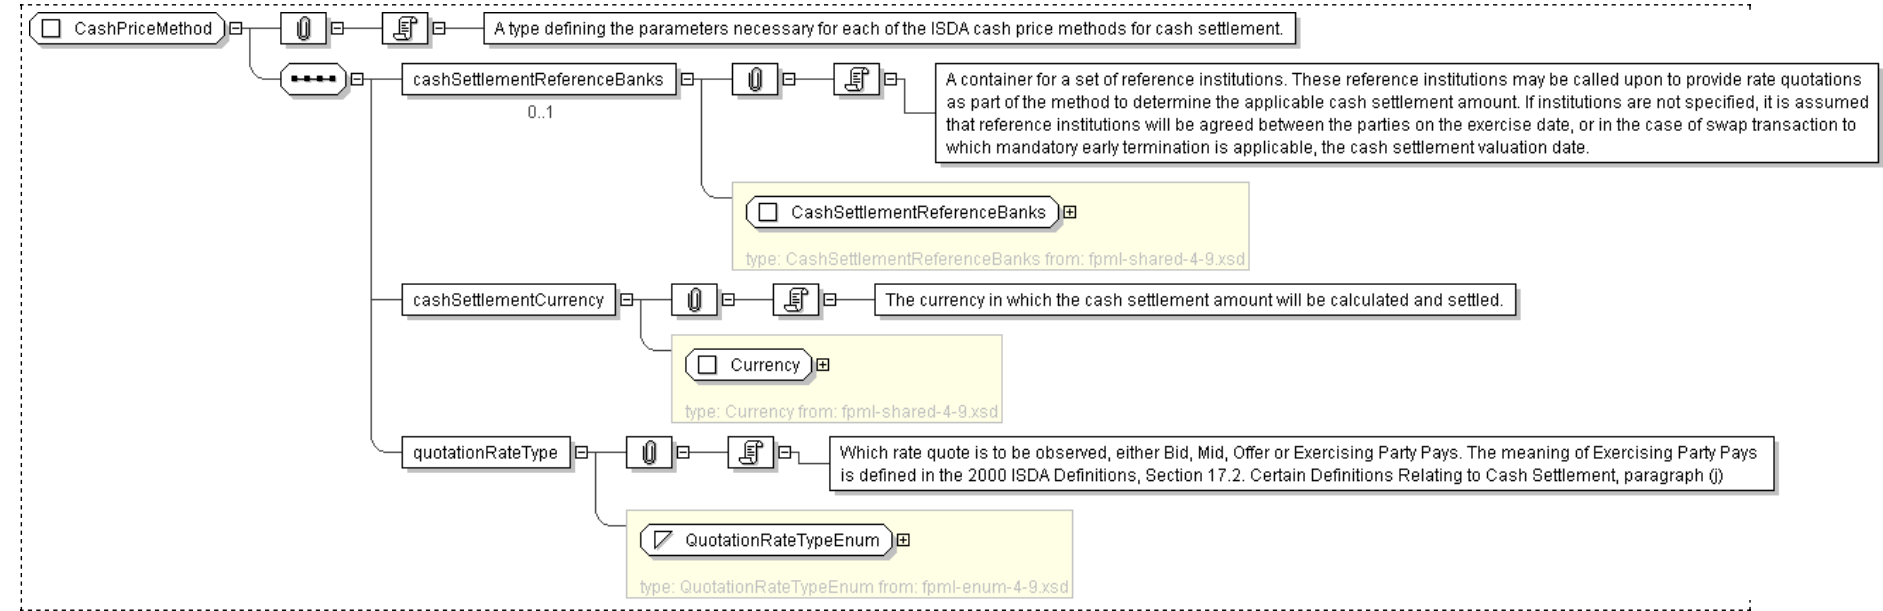 CashPriceMethod
A type defining the parameters necessary for each of the ISDA cash price methods for cash settlement.
cashSettlementReferenceBanks
0..1
A container for a set of reference institutions. These reference institutions may be called upon to provide rate quotations
as part of the method to determine the applicable cash settlement amount. If institutions are not specified, it is assumed
that reference institutions will be agreed between the parties on the exercise date, or in the case of swap transaction to
which mandatory early termination is applicable, the cash settlement valuation date.
CashSettlementReferenceBanks
type: CashSettlementReferenceBanks from: fpml-shared-4-9.xsd
cashSettlementCurrency
The currency in which the cash settlement amount will be calculated and settled.
Currency
type: Currency from: fpml-shared-4-9.xsd
quotationRateType
Which rate quote is to be observed, either Bid, Mid, Offer or Exercising Party Pays. The meaning of Exercising Party Pays
is defined in the 2000 ISDA Definitions, Section 17.2. Certain Definitions Relating to Cash Settlement, paragraph (j)
QuotationRateTypeEnum
type: QuotationRateTypeEnum from: fpml-enum-4-9.xsd